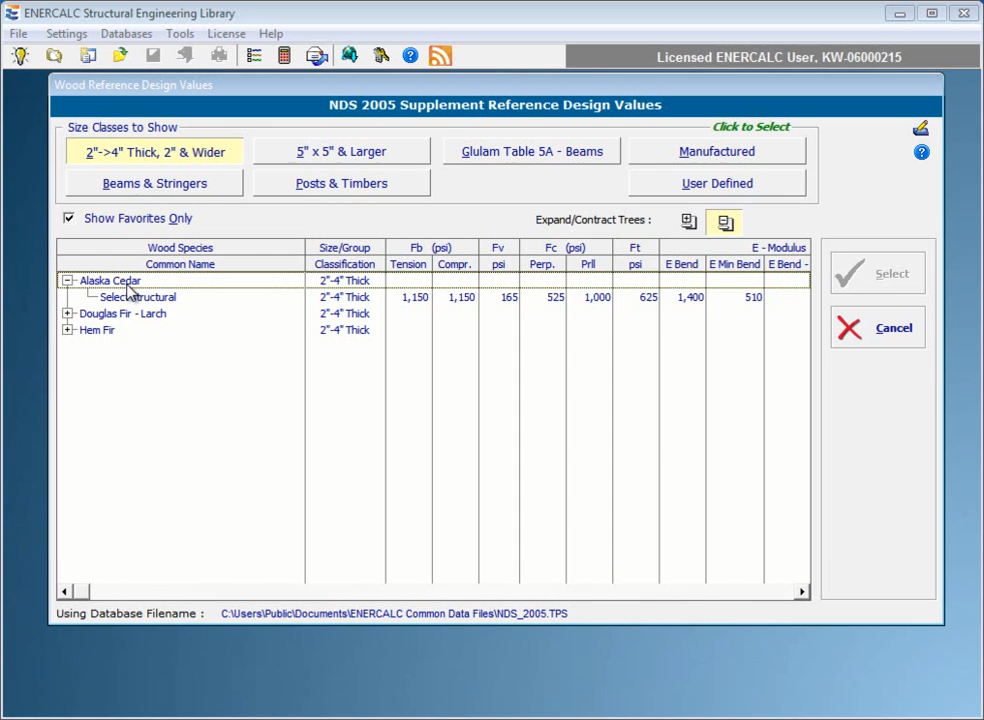 ENERCALC Structural Engineering Library
File Settings Databases Tools License Help
Licensed ENERCALC User, KW-06000215
Wood Reference Design Values
NDS 2005 Supplement Reference Design Values
Size Classes to Show Click to Select
2"->4" Thick, 2" & Wider 5" x 5" & Larger Glulam Table 5A - Beams Manufactured
Beams & Stringers Posts & Timbers User Defined
Show Favorites Only Expand/Contract Trees :
Wood Species Size/Group Fb (psi) Fv Fc (psi) Ft E - Modulus
Common Name Classification Tension Compr. psi Perp. Prll psi E Bend E Min Bend E Bend -
Alaska Cedar 2"-4" Thick
Select Structural 2"-4" Thick 1,150 1,150 165 525 1,000 625 1,400 510
Douglas Fir - Larch 2"-4" Thick
Hem Fir 2"-4" Thick
Select
Cancel
Using Database Filename : C:\Users\Public\Documents\ENERCALC Common Data Files\NDS_2005.TPS